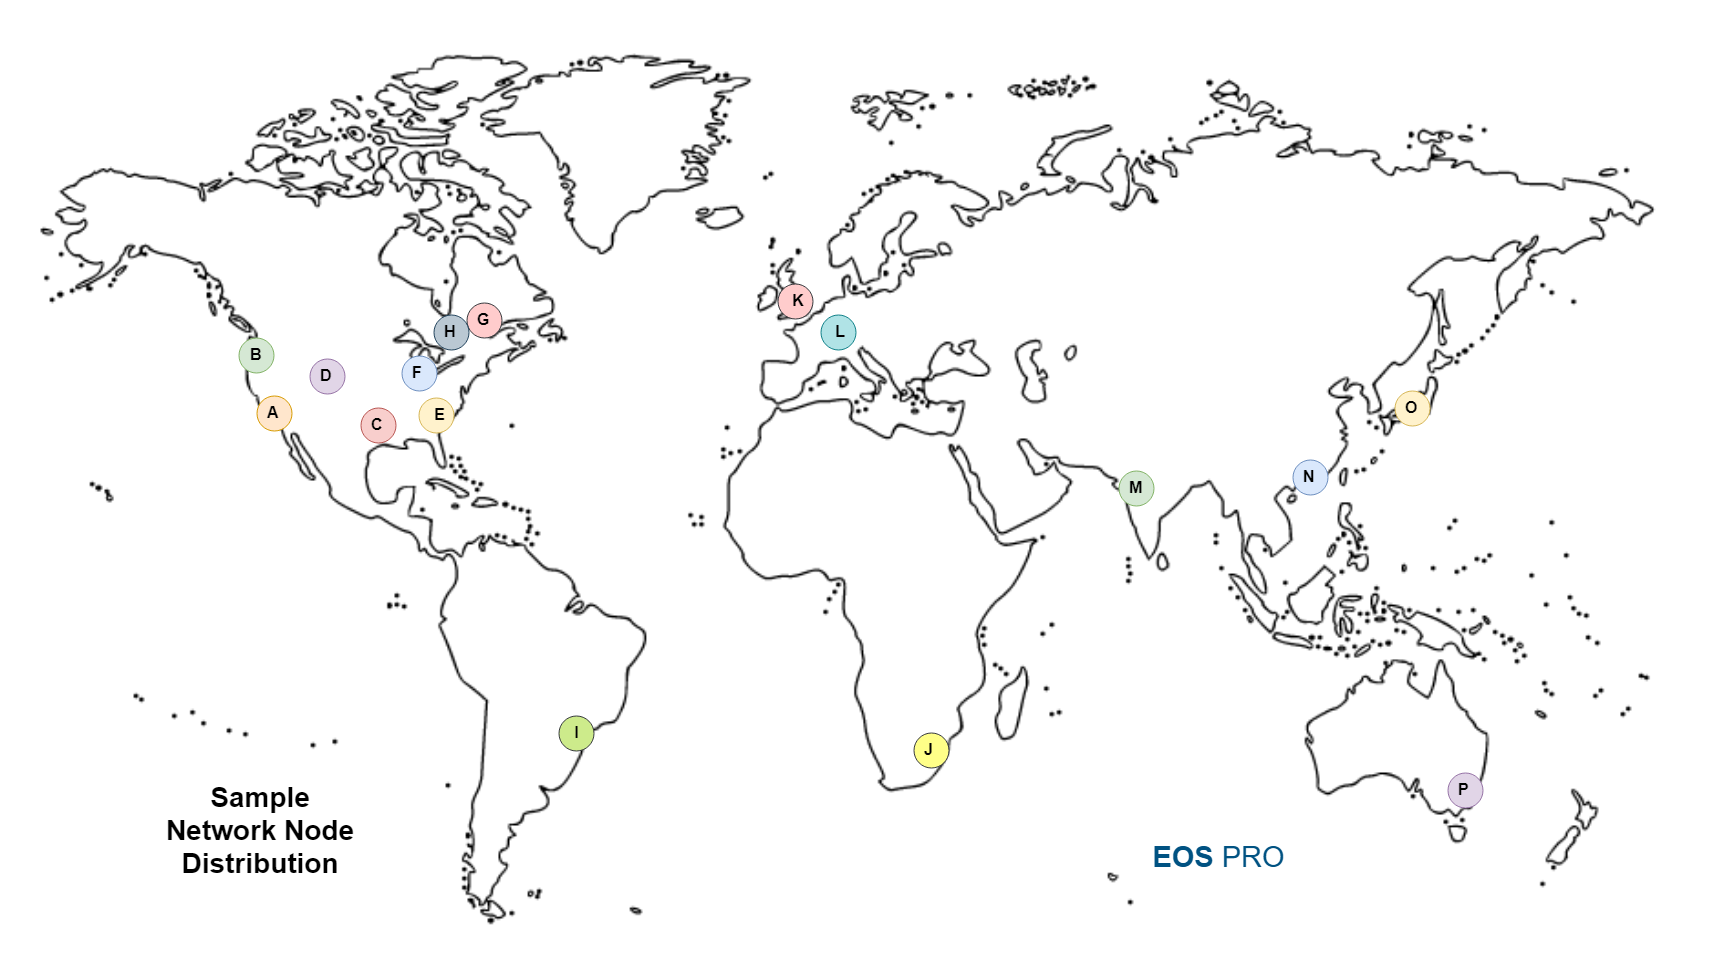 K
G
H
L
B
F
D
O
A
E
C
N
M
I
J
P
Sample
Network Node
Distribution
EOS PRO